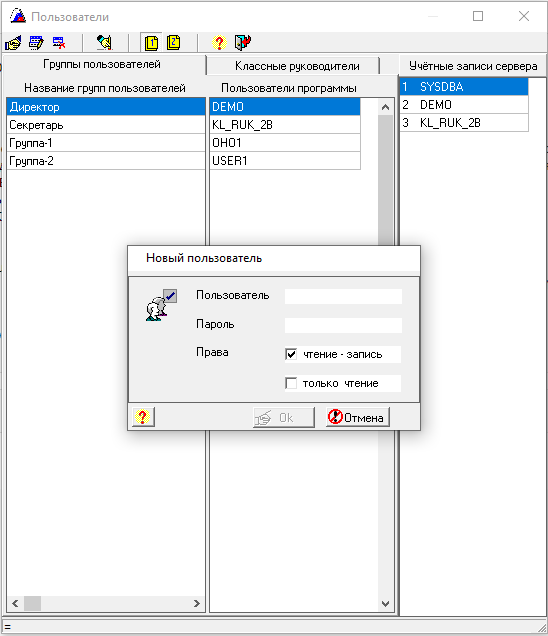 Пользователи
1 2 ?
Группы пользователей Классные руководители Учётные записи сервера
Название групп пользователей Пользователи программы
1 SYSDBA
Директор DEMO
2 DEMO
Секретарь KL_RUK_2B
3 KL_RUK_2B
Группа-1 OHO1
Группа-2 USER1
Новый пользователь
Пользователь
Пароль
Права чтение - запись
только чтение
? Ok Отмена
=